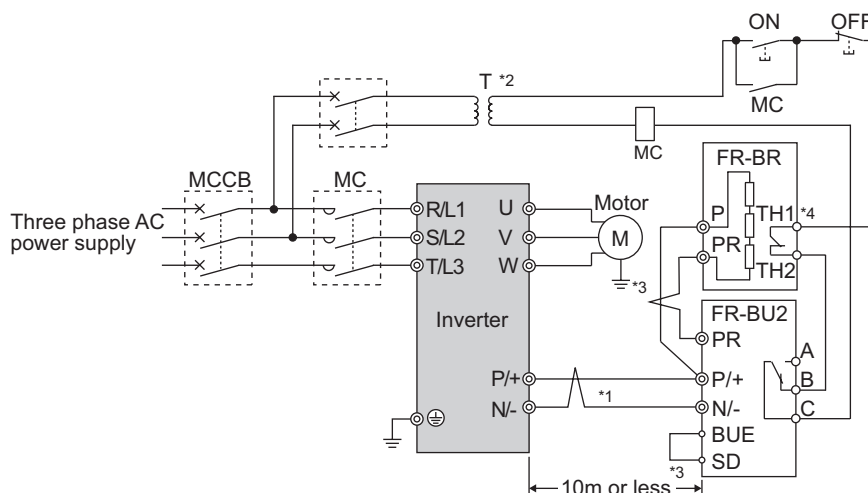 ON
OFF
T *2
MC
MC
FR-BR
MCCB
MC
Three phase AC
power supply
R/L1
S/L2
T/L3
U
V
W
Motor
M
*3
Inverter
P/+
N/-
*1
P
PR
TH1
*4
TH2
FR-BU2
PR
P/+
N/-
BUE
SD
*3
A
B
C
10m or less